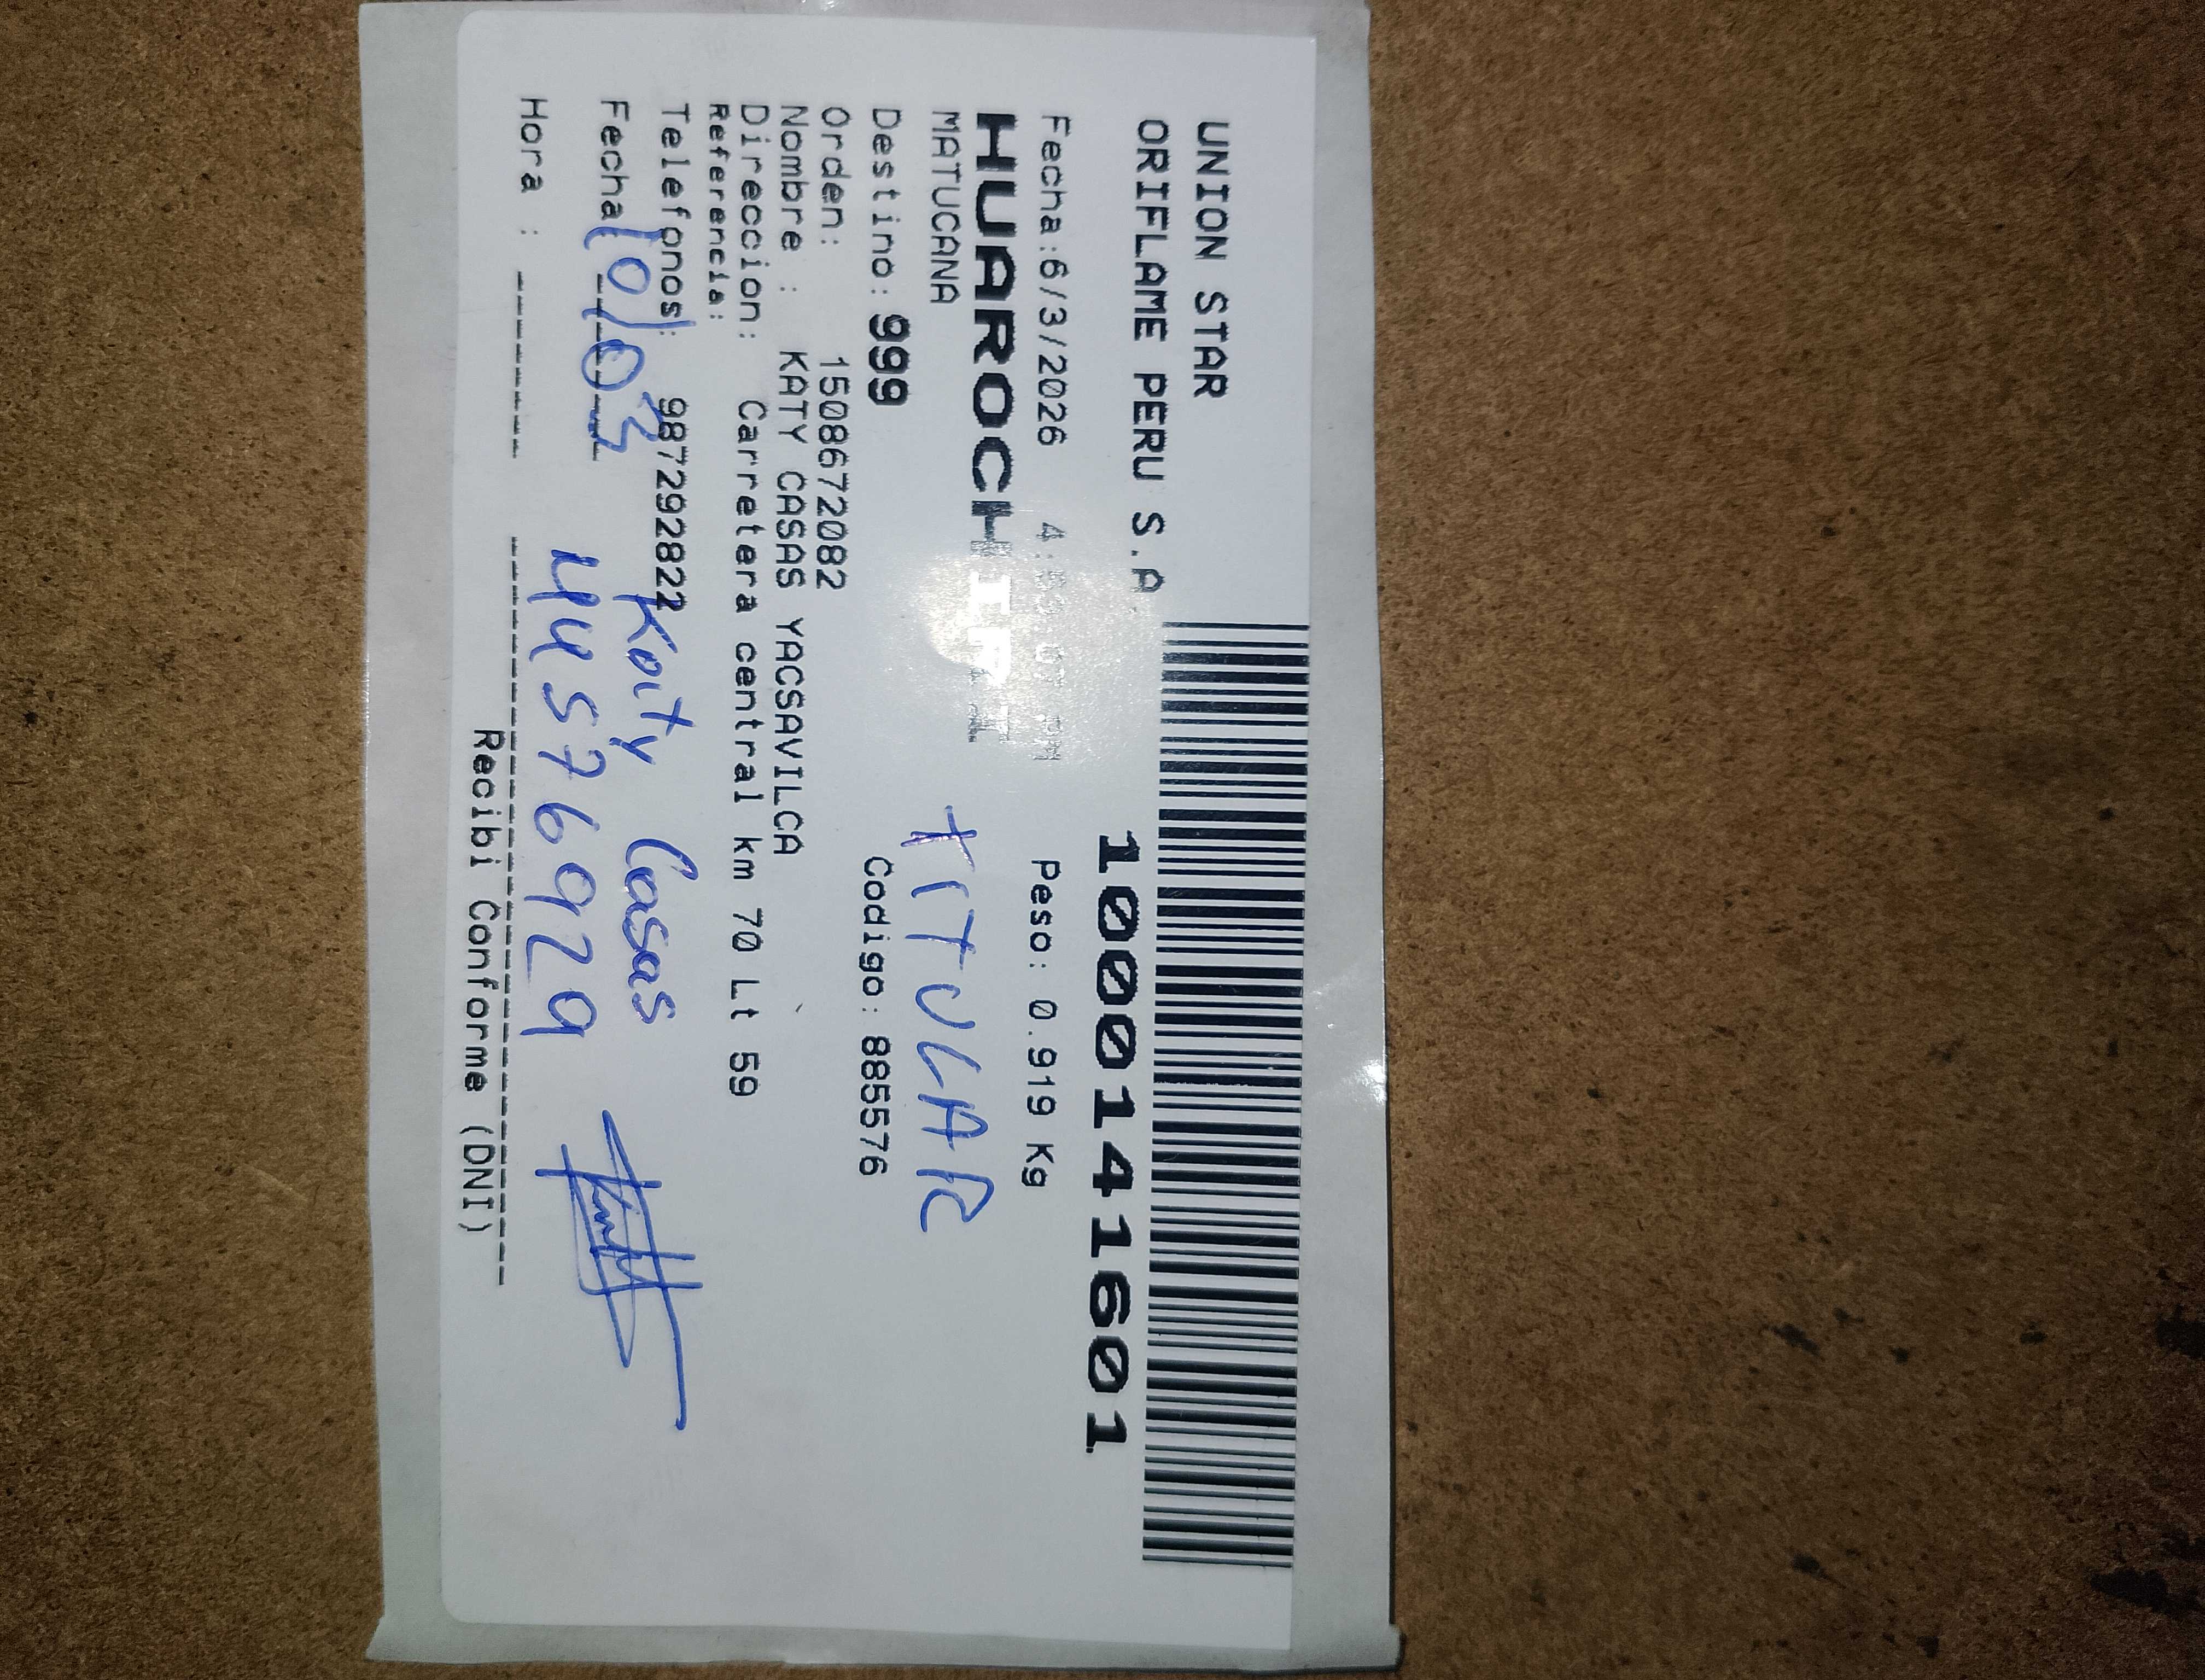 UNION STAR
ORIFLAME PERU S.A.
1000141601
Fecha:6/3/2026 Peso: 0.919 Kg
HUAROCHIRI
MATUCANA
TITULAR
Destino: 999 Codigo: 885576
Orden: 1508672082
Nombre : KATY CASAS YACSAVILCA
Direccion: Carretera central km 70 Lt 59
Referencia:
Telefonos: 987292822
Katy Casas
Fecha 10/03
44576929
Hora :
Recibi Conforme (DNI)